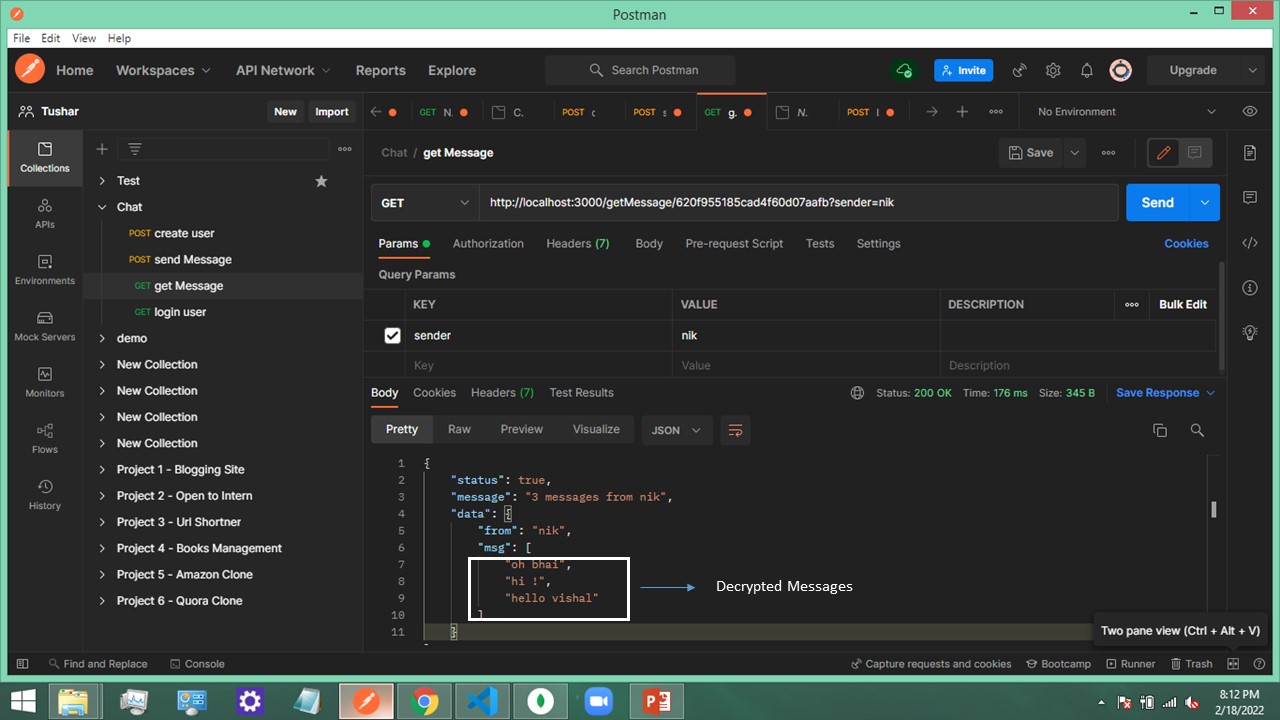 Postman
File Edit View Help
Home Workspaces API Network Reports Explore Search Postman Invite Upgrade
Tushar New Import
GET N. C. POST c POST s GET g. N. POST I No Environment
Collections
APIs
Environments
Mock Servers
Monitors
Flows
History
Test
Chat
POST create user
POST send Message
GET get Message
GET login user
demo
New Collection
New Collection
New Collection
New Collection
Project 1 - Blogging Site
Project 2 - Open to Intern
Project 3 - Url Shortner
Project 4 - Books Management
Project 5 - Amazon Clone
Project 6 - Quora Clone
Chat / get Message Save
GET http://localhost:3000/getMessage/620f955185cad4f60d07aafb?sender=nik Send
Params Authorization Headers (7) Body Pre-request Script Tests Settings Cookies
Query Params
KEY VALUE DESCRIPTION Bulk Edit
sender nik
Key Value Description
Body Cookies Headers (7) Test Results Status: 200 OK Time: 176 ms Size: 345 B Save Response
Pretty Raw Preview Visualize JSON
1 {
2 "status": true,
3 "message": "3 messages from nik",
4 "data": {
5 "from": "nik",
6 "msg": [
7 "oh bhai",
8 "hi !",
9 "hello vishal"
10 ]
11 }
Decrypted Messages
Two pane view (Ctrl + Alt + V)
Find and Replace Console Capture requests and cookies Bootcamp Runner Trash
8:12 PM
2/18/2022